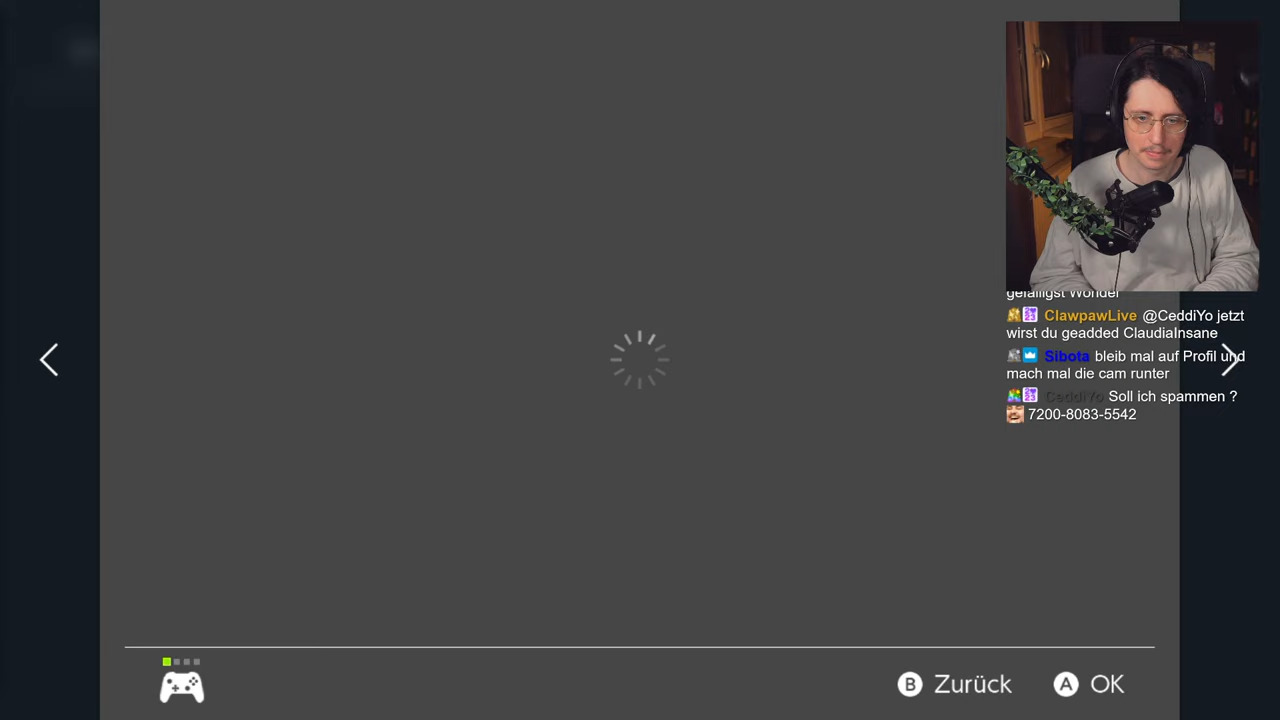 gefälligst Wonder
ClawpawLive @CeddiYo jetzt
wirst du geadded ClaudiaInsane
Sibota bleib mal auf Profil und
mach mal die cam runter
CeddiYo Soll ich spammen ?
7200-8083-5542
B Zurück A OK